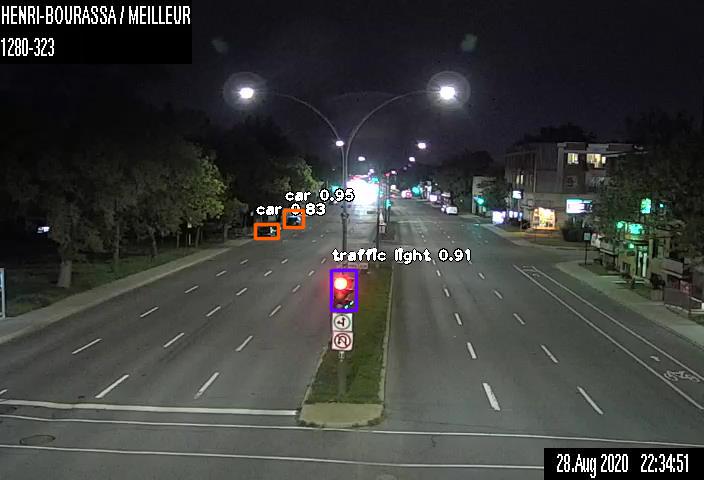 HENRI-BOURASSA / MEILLEUR
1280-323
car 0.95
car 0.83
traffic light 0.91
28.Aug 2020 22:34:51